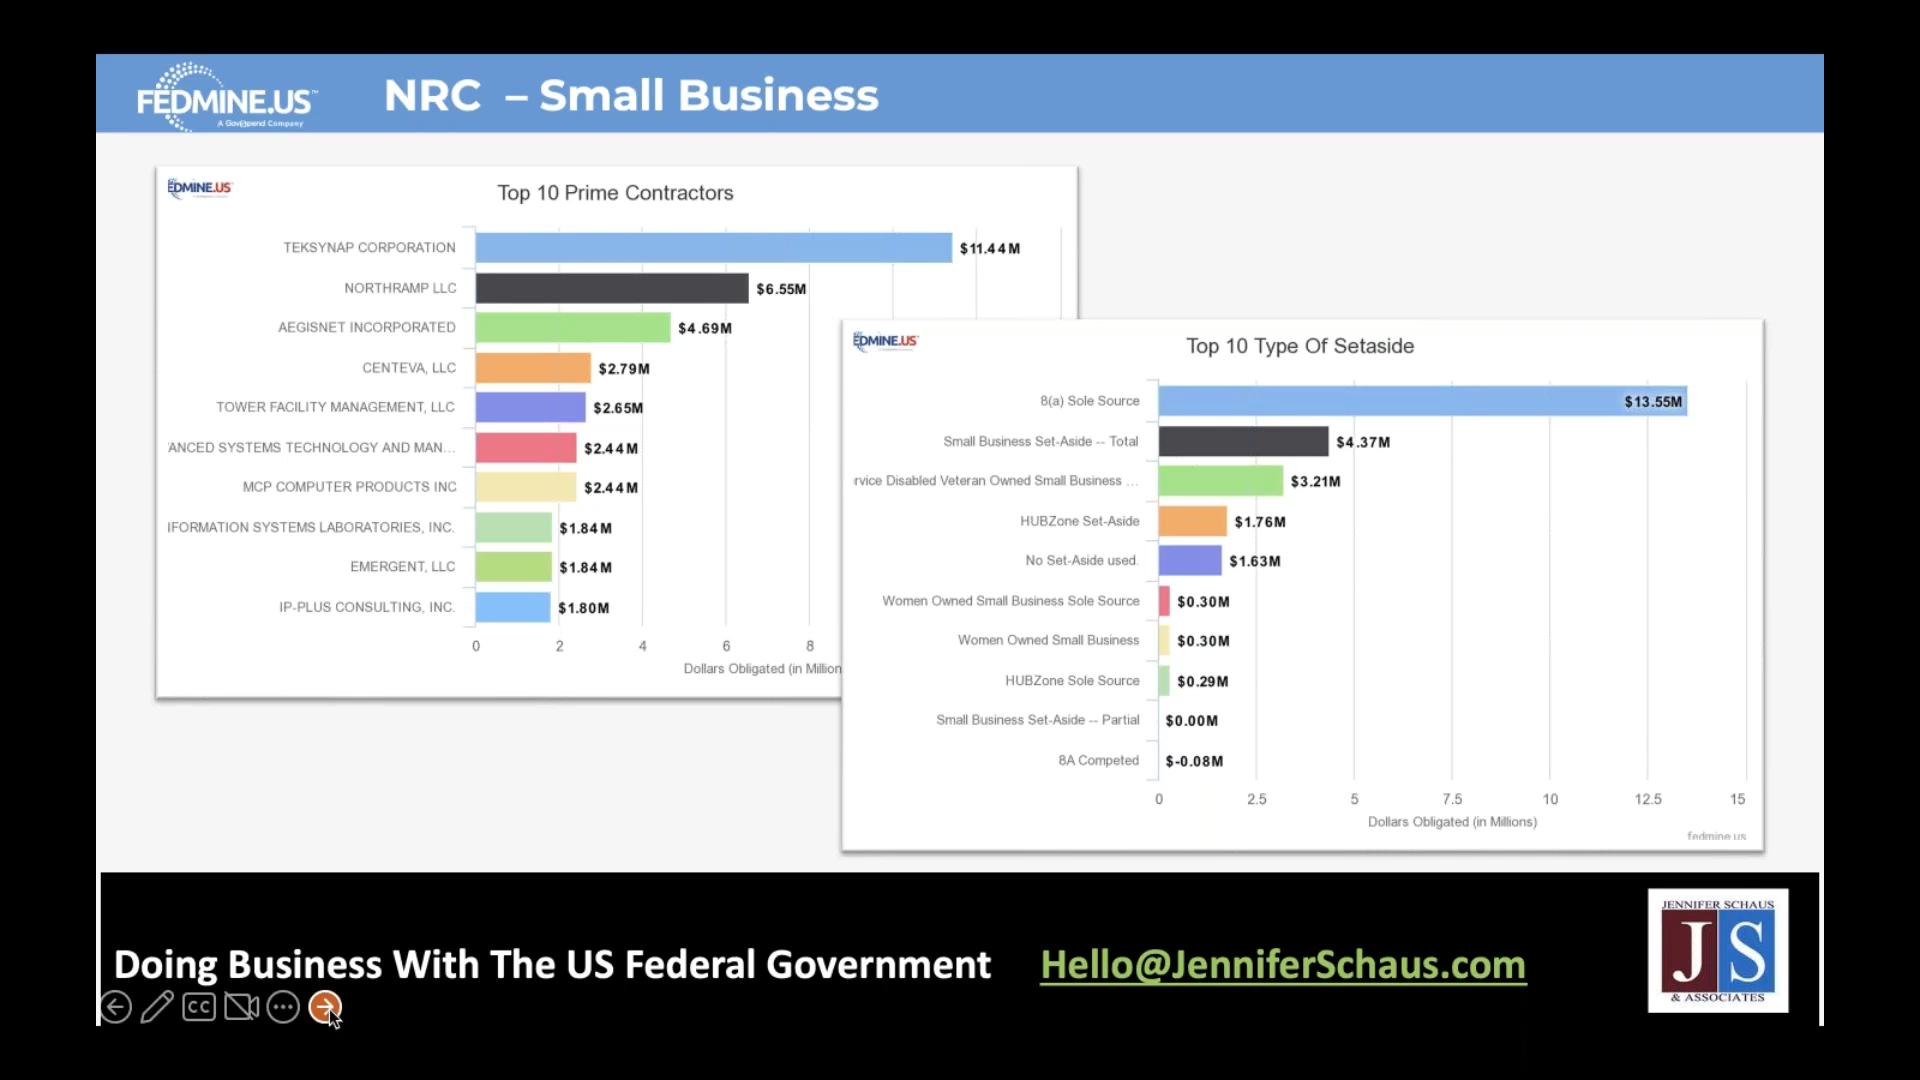 FEDMINE.US™
A GovSpend Company
NRC – Small Business
EDMINE.US
Top 10 Prime Contractors
TEKSYNAP CORPORATION
$11.44M
NORTHRAMP LLC
$6.55M
AEGISNET INCORPORATED
$4.69M
CENTEVA, LLC
$2.79M
TOWER FACILITY MANAGEMENT, LLC
$2.65M
ANCED SYSTEMS TECHNOLOGY AND MAN...
$2.44M
MCP COMPUTER PRODUCTS INC
$2.44M
IFORMATION SYSTEMS LABORATORIES, INC.
$1.84M
EMERGENT, LLC
$1.84M
IP-PLUS CONSULTING, INC.
$1.80M
0 2 4 6 8
Dollars Obligated (in Million
EDMINE.US
Top 10 Type Of Setaside
8(a) Sole Source
$13.55M
Small Business Set-Aside -- Total
$4.37M
rvice Disabled Veteran Owned Small Business ...
$3.21M
HUBZone Set-Aside
$1.76M
No Set-Aside used.
$1.63M
Women Owned Small Business Sole Source
$0.30M
Women Owned Small Business
$0.30M
HUBZone Sole Source
$0.29M
Small Business Set-Aside -- Partial
$0.00M
8A Competed
$-0.08M
0 2.5 5 7.5 10 12.5 15
Dollars Obligated (in Millions)
fedmine.us
Doing Business With The US Federal Government
Hello@JenniferSchaus.com
JENNIFER SCHAUS
JS
& ASSOCIATES
CC